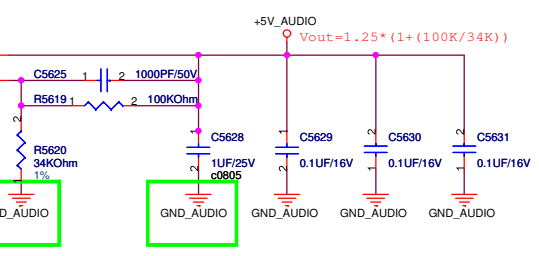 +5V_AUDIO
Vout=1.25*(1+(100K/34K))
C5625 1 2 1000PF/50V
R5619 1 2 100KOhm
2
R5620
34KOhm
1%
1
1
C5628
1UF/25V
c0805
2
1
C5629
0.1UF/16V
2
2
C5630
0.1UF/16V
1
2
C5631
0.1UF/16V
1
D_AUDIO
GND_AUDIO
GND_AUDIO
GND_AUDIO
GND_AUDIO